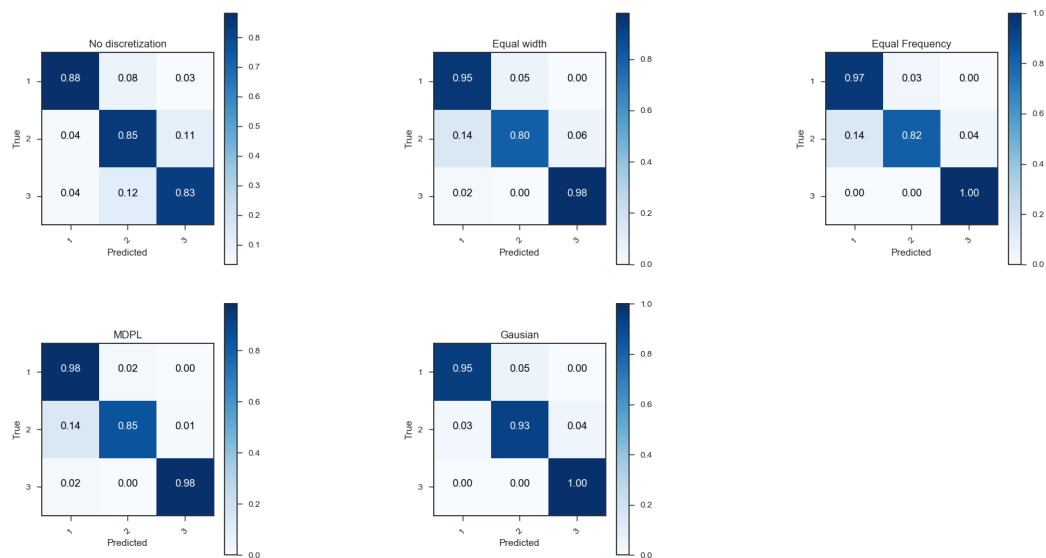 No discretization
1 0.88 0.08 0.03
True 2 0.04 0.85 0.11
3 0.04 0.12 0.83
1 2 3
Predicted
0.8
0.7
0.6
0.5
0.4
0.3
0.2
0.1
Equal width
1 0.95 0.05 0.00
True 2 0.14 0.80 0.06
3 0.02 0.00 0.98
1 2 3
Predicted
0.8
0.6
0.4
0.2
0.0
Equal Frequency
1 0.97 0.03 0.00
True 2 0.14 0.82 0.04
3 0.00 0.00 1.00
1 2 3
Predicted
1.0
0.8
0.6
0.4
0.2
0.0
MDPL
1 0.98 0.02 0.00
True 2 0.14 0.85 0.01
3 0.02 0.00 0.98
1 2 3
Predicted
0.8
0.6
0.4
0.2
0.0
Gausian
1 0.95 0.05 0.00
True 2 0.03 0.93 0.04
3 0.00 0.00 1.00
1 2 3
Predicted
1.0
0.8
0.6
0.4
0.2
0.0